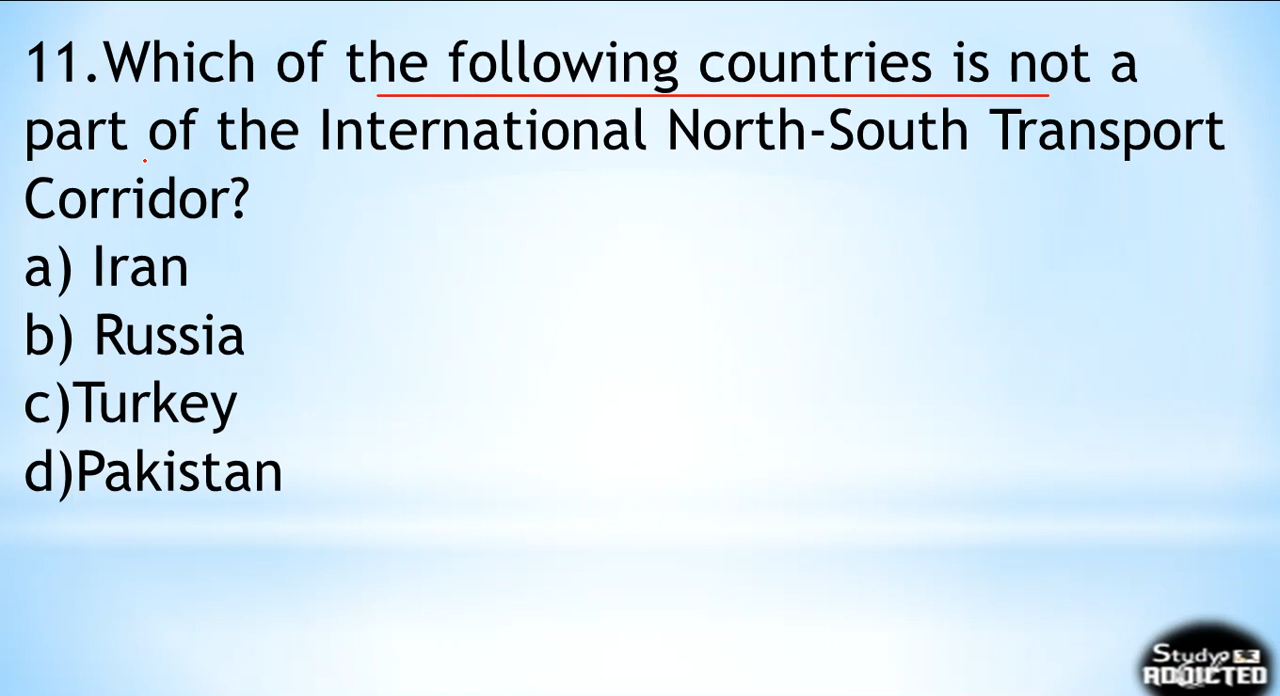 11.Which of the following countries is not a
part of the International North-South Transport
Corridor?
a) Iran
b) Russia
c)Turkey
d)Pakistan
Study
ADDICTED